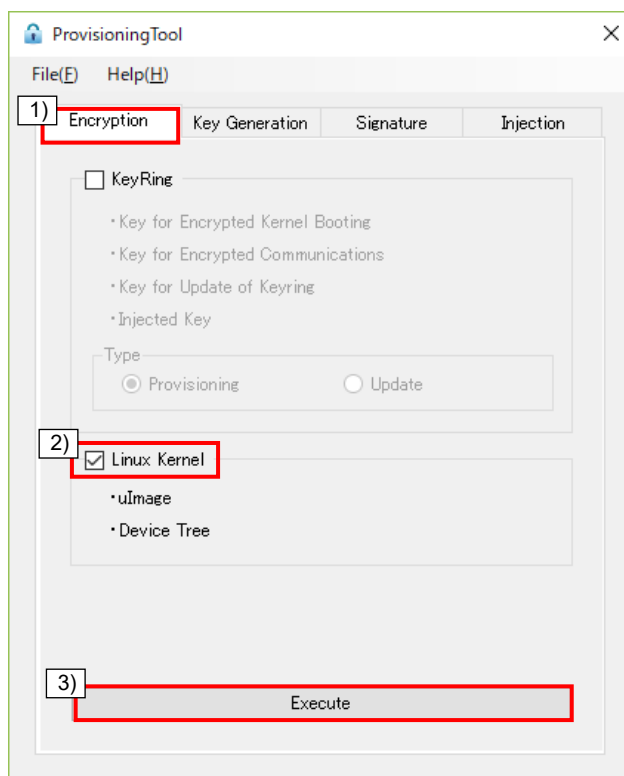 ProvisioningTool
File(F) Help(H)
1)
Encryption Key Generation Signature Injection
KeyRing
・Key for Encrypted Kernel Booting
・Key for Encrypted Communications
・Key for Update of Keyring
・Injected Key
Type
Provisioning Update
2)
Linux Kernel
・uImage
・Device Tree
3)
Execute